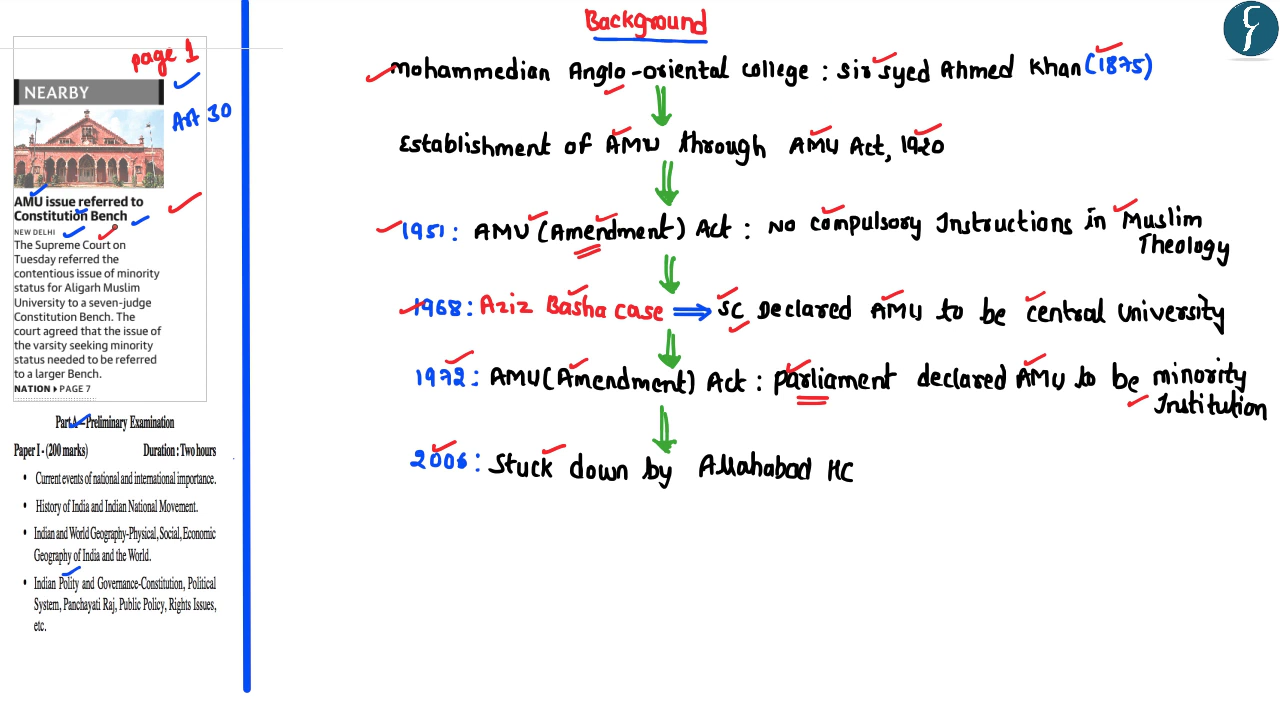 page 1
NEARBY
Art 30
AMU issue referred to
Constitution Bench
NEW DELHI
The Supreme Court on
Tuesday referred the
contentious issue of minority
status for Aligarh Muslim
University to a seven-judge
Constitution Bench. The
court agreed that the issue of
the varsity seeking minority
status needed to be referred
to a larger Bench.
NATION PAGE 7
Part A—Preliminary Examination
Paper I - (200 marks) Duration : Two hours
• Current events of national and international importance.
• History of India and Indian National Movement.
• Indian and World Geography-Physical, Social, Economic
Geography of India and the World.
• Indian Polity and Governance-Constitution, Political
System, Panchayati Raj, Public Policy, Rights Issues,
etc.
Background
Mohammedian Anglo-oriental college : Sir Syed Ahmed Khan (1875)
Establishment of AMU through AMU Act, 1920
1951 : AMU (Amendment) Act : No compulsory Instructions in Muslim
Theology
1968 : Aziz Basha case ⇒ SC Declared AMU to be central university
1972 : AMU (Amendment) Act : parliament declared AMU to be minority
Institution
2006 : Stuck down by Allahabad HC